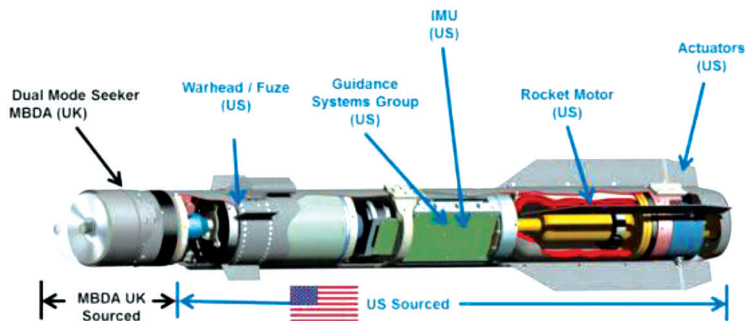 IMU
(US)
Actuators
(US)
Dual Mode Seeker
MBDA (UK)
Warhead / Fuze
(US)
Guidance
Systems Group
(US)
Rocket Motor
(US)
MBDA UK
Sourced
US Sourced